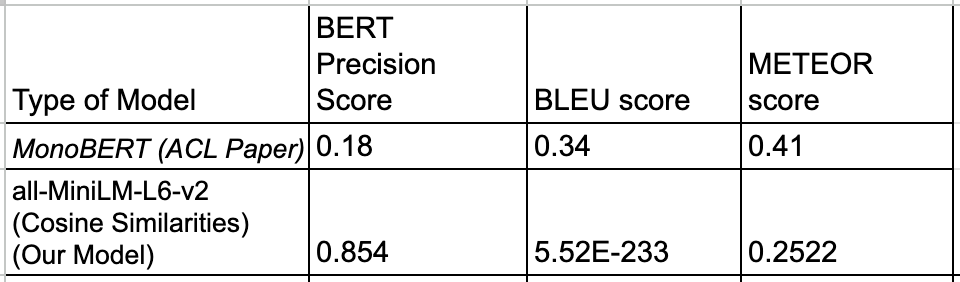 Type of Model
BERT
Precision
Score
BLEU score
METEOR
score
MonoBERT (ACL Paper)
0.18
0.34
0.41
all-MiniLM-L6-v2
(Cosine Similarities)
(Our Model)
0.854
5.52E-233
0.2522